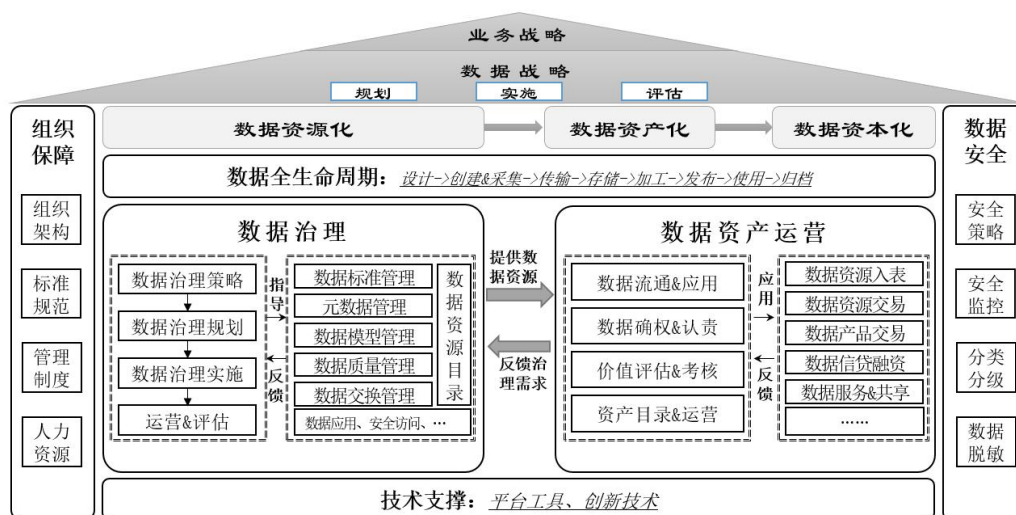 业务战略
数据战略
规划
实施
评估
组织
保障
组织
架构
标准
规范
管理
制度
人力
资源
数据资源化
数据资产化
数据资本化
数据全生命周期：设计->创建&采集->传输->存储->加工->发布->使用->归档
数据治理
数据治理策略
数据治理规划
数据治理实施
运营&评估
指导
反馈
数据标准管理
元数据管理
数据模型管理
数据质量管理
数据交换管理
数据资源目录
数据应用、安全访问、…
提供数
据资源
反馈治
理需求
数据资产运营
数据流通&应用
数据确权&认责
价值评估&考核
资产目录&运营
应用
反馈
数据资源入表
数据资源交易
数据产品交易
数据信贷融资
数据服务&共享
……
技术支撑：平台工具、创新技术
数据
安全
安全
策略
安全
监控
分类
分级
数据
脱敏